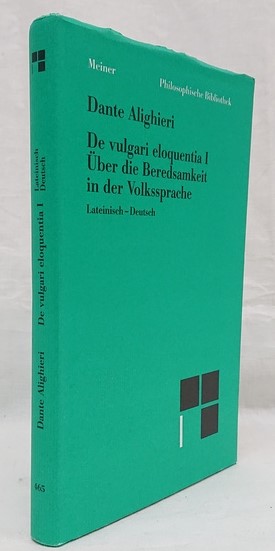 Meiner
Philosophische Bibliothek
Dante Alighieri
De vulgari eloquentia I
Über die Beredsamkeit
in der Volkssprache
Lateinisch–Deutsch
Dante Alighieri
De vulgari eloquentia I
Lateinisch
Deutsch
465